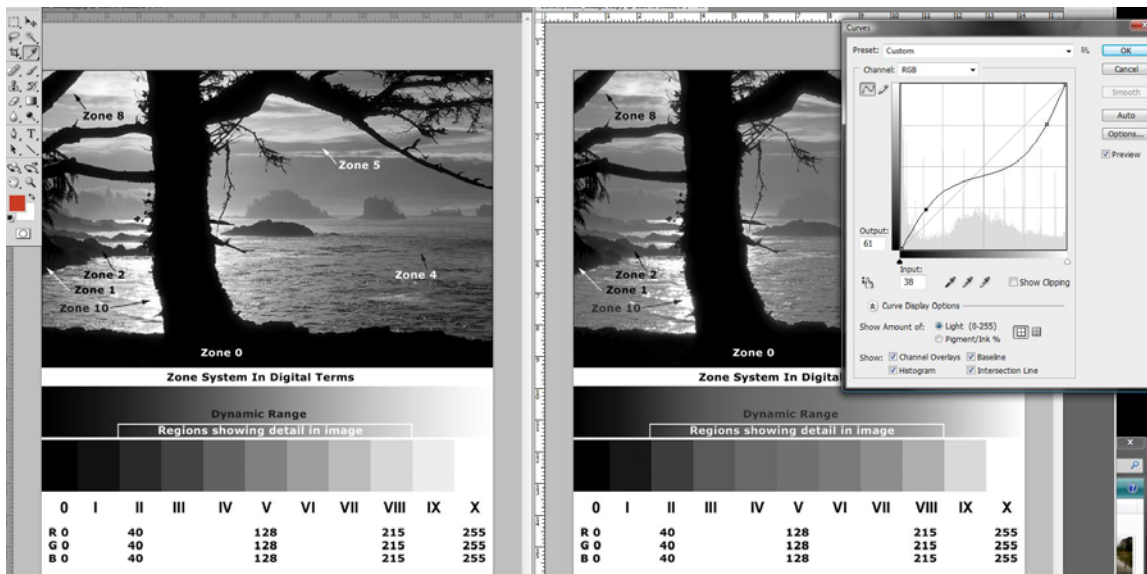 Zone 8
Zone 5
Zone 2
Zone 1
Zone 4
Zone 10
Zone 0
Zone System In Digital Terms
Dynamic Range
Regions showing detail in image
0 I II III IV V VI VII VIII IX X
R 0 40 128 215 255
G 0 40 128 215 255
B 0 40 128 215 255
Zone 8
Zone 2
Zone 1
Zone 10
Zone 0
Zone System In Digital
Dynamic Range
Regions showing detail in image
0 I II III IV V VI VII VIII IX X
R 0 40 128 215 255
G 0 40 128 215 255
B 0 40 128 215 255
Curves
Preset: Custom
OK
Channel: RGB
Cancel
Smooth
Auto
Options...
Preview
Output:
61
Input:
38
Show Clipping
Curve Display Options
Show Amount of: Light (0-255)
Pigment/Ink %
Show: Channel Overlays Baseline
Histogram Intersection Line